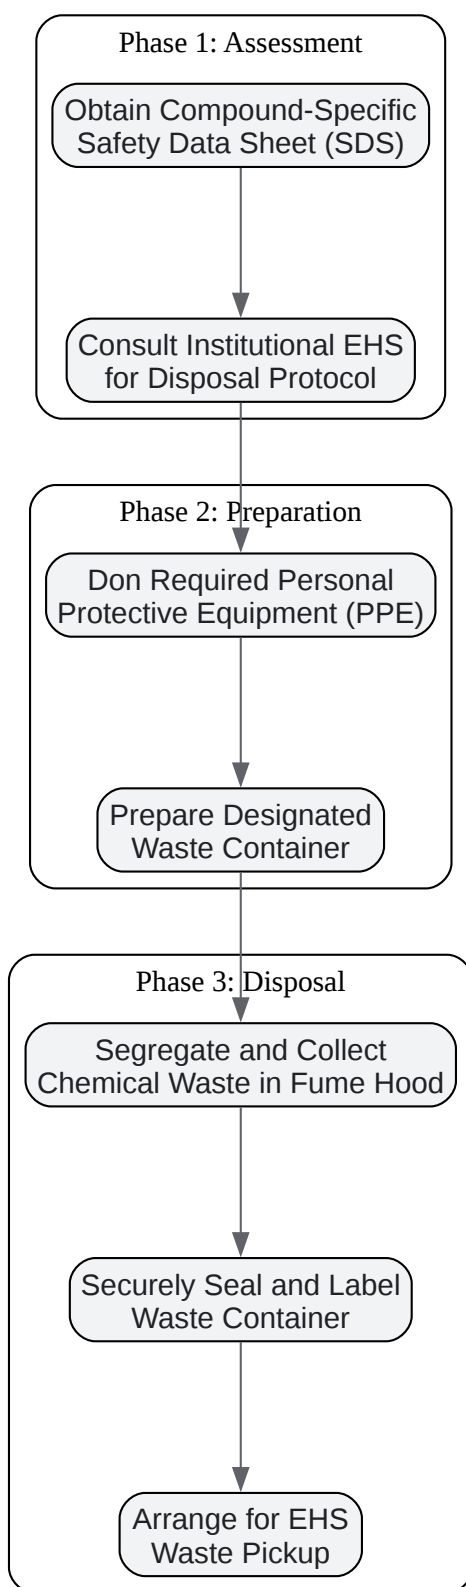 Phase 1: Assessment
Obtain Compound-Specific
Safety Data Sheet (SDS)
Consult Institutional EHS
for Disposal Protocol
Phase 2: Preparation
Don Required Personal
Protective Equipment (PPE)
Prepare Designated
Waste Container
Phase 3: Disposal
Segregate and Collect
Chemical Waste in Fume Hood
Securely Seal and Label
Waste Container
Arrange for EHS
Waste Pickup